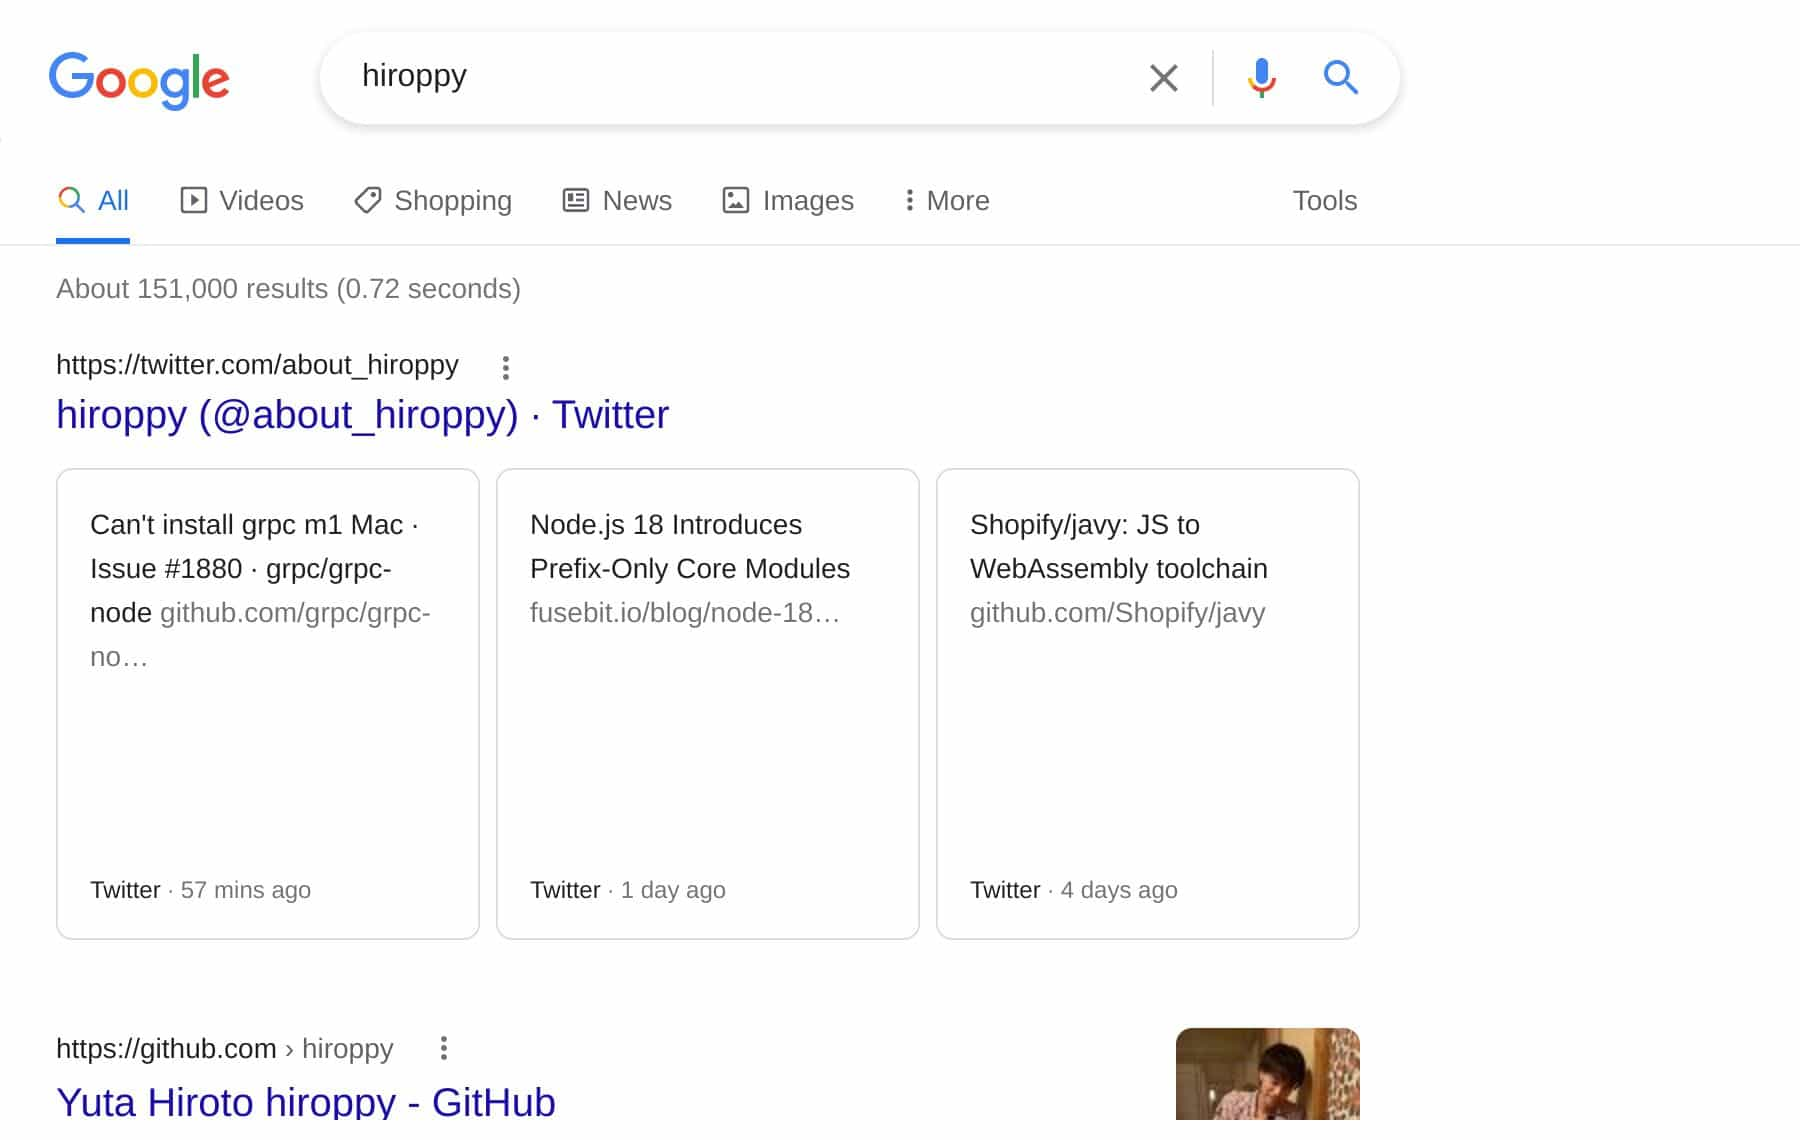 Google
hiroppy
All Videos Shopping News Images More Tools
About 151,000 results (0.72 seconds)
https://twitter.com/about_hiroppy
hiroppy (@about_hiroppy) · Twitter
Can't install grpc m1 Mac ·
Issue #1880 · grpc/grpc-
node github.com/grpc/grpc-
no…
Twitter · 57 mins ago
Node.js 18 Introduces
Prefix-Only Core Modules
fusebit.io/blog/node-18…
Twitter · 1 day ago
Shopify/javy: JS to
WebAssembly toolchain
github.com/Shopify/javy
Twitter · 4 days ago
https://github.com › hiroppy
Yuta Hiroto hiroppy - GitHub